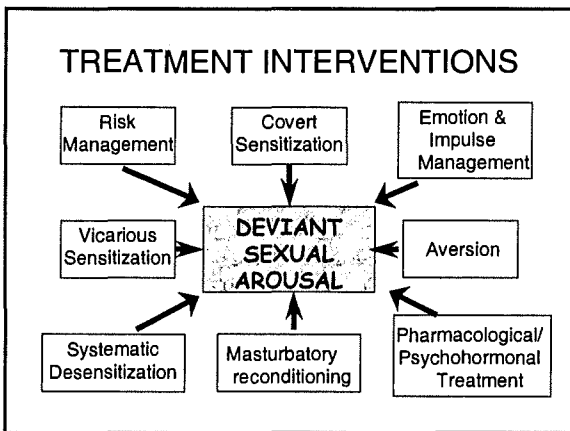 TREATMENT INTERVENTIONS
Risk
Management
Covert
Sensitization
Emotion &
Impulse
Management
Vicarious
Sensitization
DEVIANT
SEXUAL
AROUSAL
Aversion
Systematic
Desensitization
Masturbatory
reconditioning
Pharmacological/
Psychohormonal
Treatment